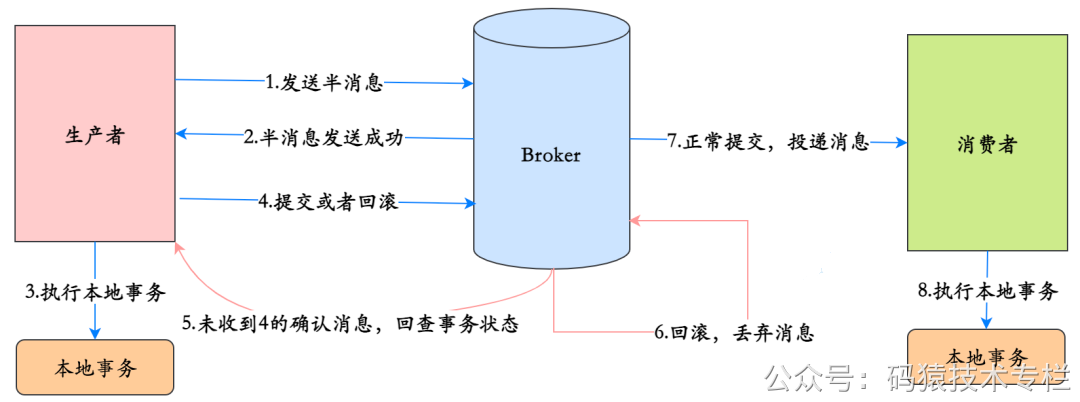 1.发送半消息
生产者
2.半消息发送成功
Broker
7.正常提交，投递消息
消费者
4.提交或者回滚
3.执行本地事务
8.执行本地事务
5.未收到4的确认消息，回查事务状态
6.回滚，丢弃消息
本地事务
本地事务
公众号：码猿技术专栏